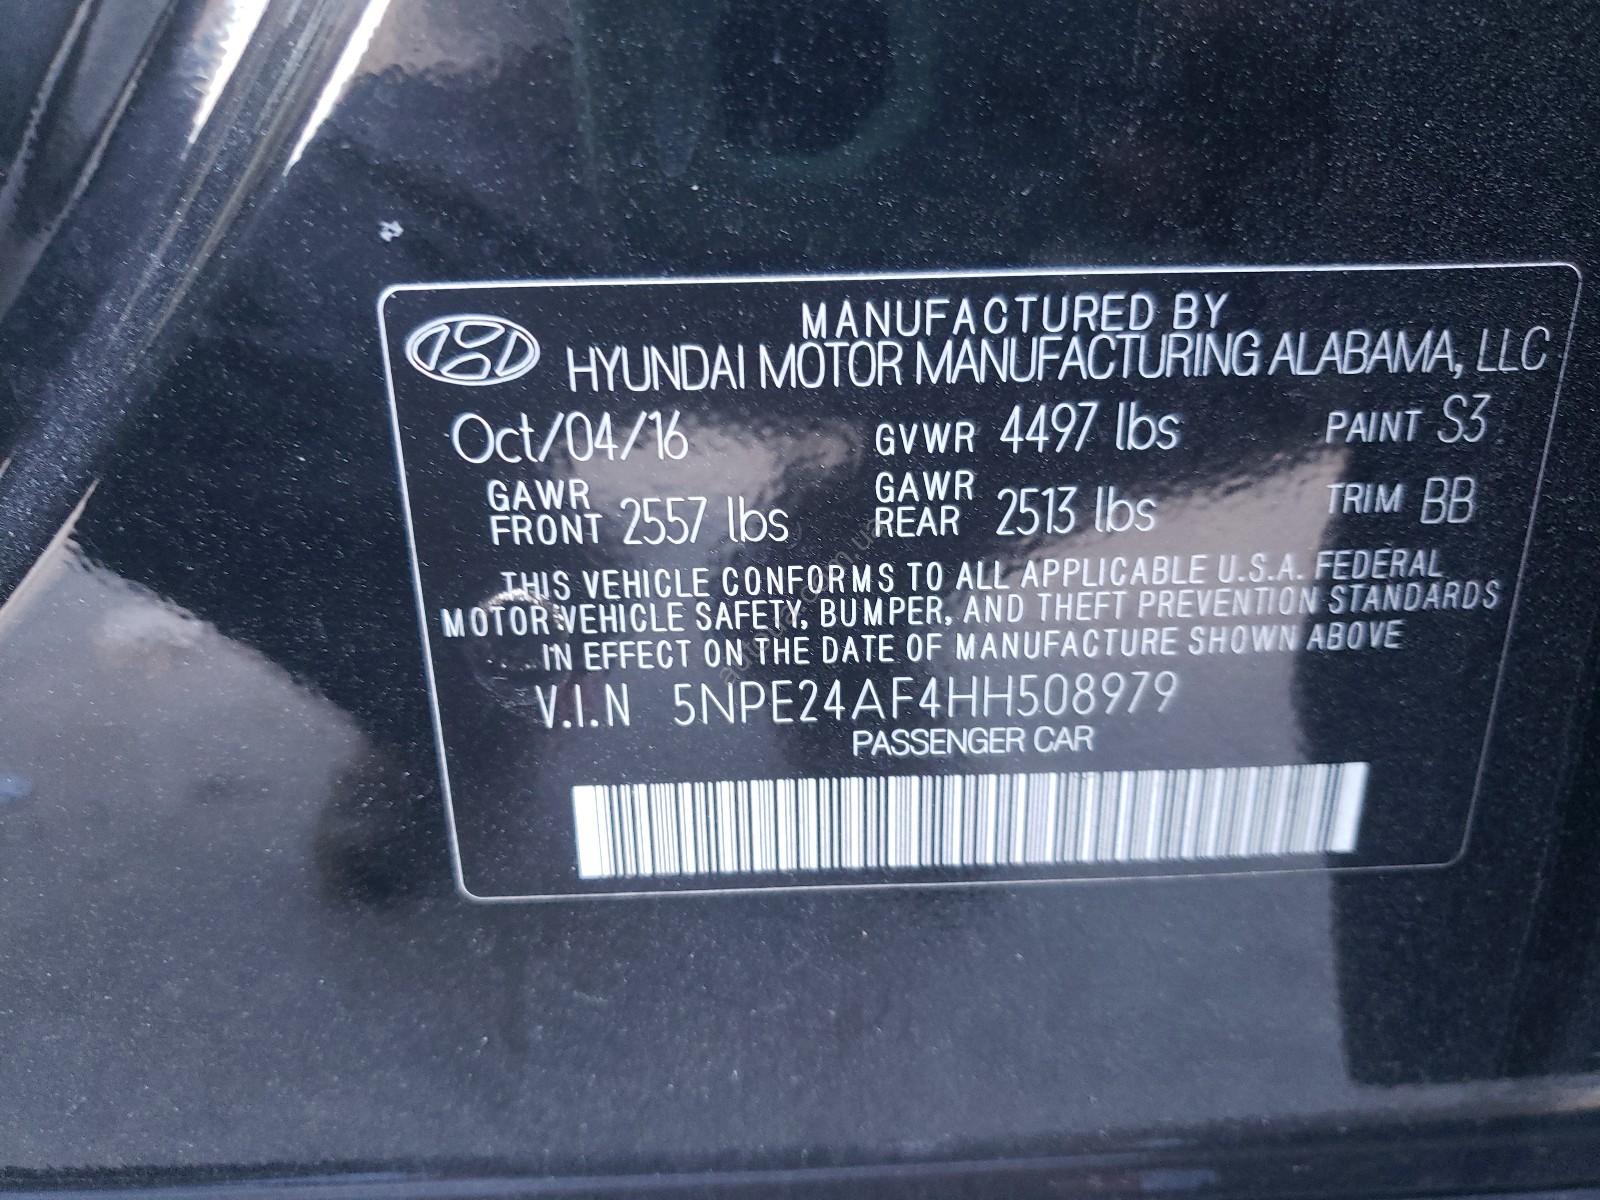 MANUFACTURED BY
HYUNDAI MOTOR MANUFACTURING ALABAMA, LLC
Oct/04/16 GVWR 4497 lbs PAINT S3
GAWR FRONT 2557 lbs GAWR REAR 2513 lbs TRIM BB
THIS VEHICLE CONFORMS TO ALL APPLICABLE U.S.A. FEDERAL
MOTOR VEHICLE SAFETY, BUMPER, AND THEFT PREVENTION STANDARDS
IN EFFECT ON THE DATE OF MANUFACTURE SHOWN ABOVE
V.I.N 5NPE24AF4HH508979
PASSENGER CAR